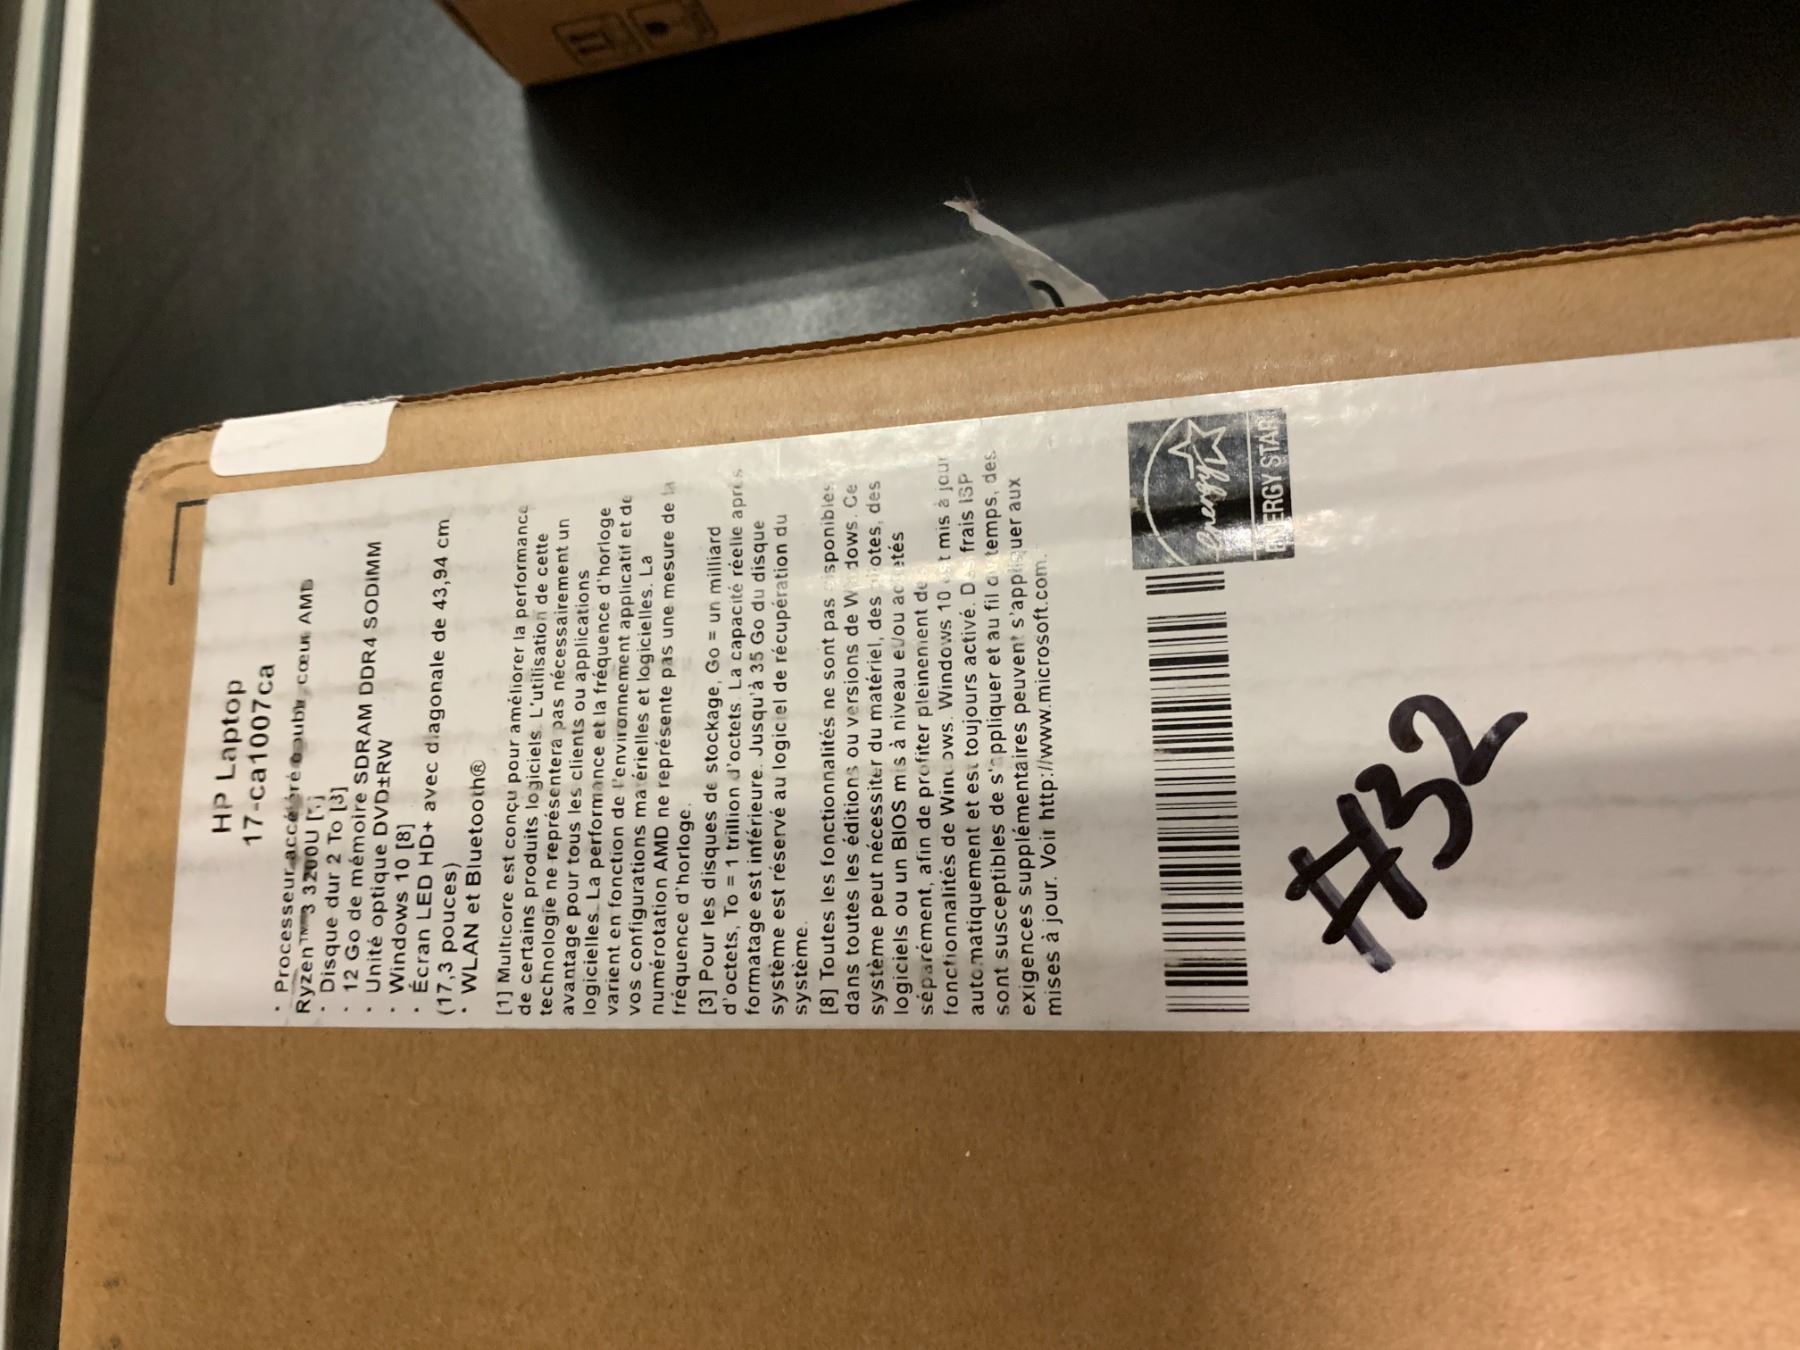 HP Laptop
17-ca1007ca
· Processeur accéléré double cœur AMD
Ryzen™ 3 3200U [1]
· Disque dur 2 To [3]
· 12 Go de mémoire SDRAM DDR4 SODIMM
· Unité optique DVD±RW
· Windows 10 [8]
· Écran LED HD+ avec diagonale de 43,94 cm
(17,3 pouces)
· WLAN et Bluetooth®
[1] Multicore est conçu pour améliorer la performance
de certains produits logiciels. L'utilisation de cette
technologie ne représentera pas nécessairement un
avantage pour tous les clients ou applications
logicielles. La performance et la fréquence d'horloge
varient en fonction de l'environnement applicatif et de
vos configurations matérielles et logicielles. La
numérotation AMD ne représente pas une mesure de la
fréquence d'horloge.
[3] Pour les disques de stockage, Go = un milliard
d'octets, To = 1 trillion d'octets. La capacité réelle après
formatage est inférieure. Jusqu'à 35 Go du disque
système est réservé au logiciel de récupération du
système.
[8] Toutes les fonctionnalités ne sont pas disponibles
dans toutes les éditions ou versions de Windows. Ce
système peut nécessiter du matériel, des pilotes, des
logiciels ou un BIOS mis à niveau et/ou achetés
séparément, afin de profiter pleinement de
fonctionnalités de Windows. Windows 10 est mis à jour
automatiquement et est toujours activé. Des frais ISP
sont susceptibles de s'appliquer et au fil du temps, des
exigences supplémentaires peuvent s'appliquer aux
mises à jour. Voir http://www.microsoft.com.
energy
ENERGY STAR
#32